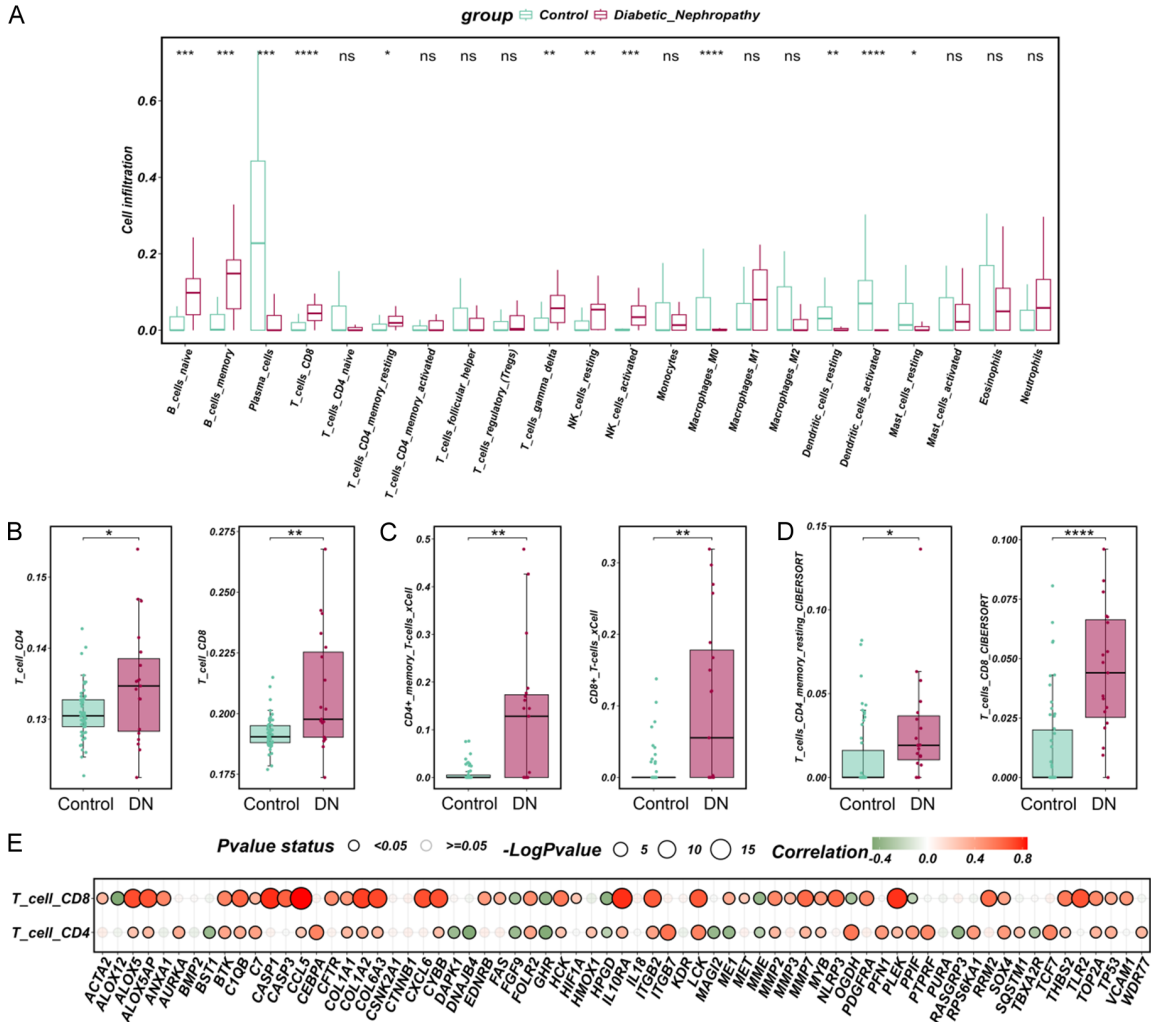 A
group Control Diabetic_Nephropathy
*** *** *** **** ns * ns ns ns ** ** *** ns **** ns ns ** **** * ns ns ns
Cell infiltration
0.6
0.4
0.2
0.0
B_cells_naive
B_cells_memory
Plasma_cells
T_cells_CD8
T_cells_CD4_naive
T_cells_CD4_memory_resting
T_cells_CD4_memory_activated
T_cells_follicular_helper
T_cells_regulatory_(Tregs)
T_cells_gamma_delta
NK_cells_resting
NK_cells_activated
Monocytes
Macrophages_M0
Macrophages_M1
Macrophages_M2
Dendritic_cells_resting
Dendritic_cells_activated
Mast_cells_resting
Mast_cells_activated
Eosinophils
Neutrophils
B
T_cell_CD4
0.15
0.14
0.13
*
Control DN
T_cell_CD8
0.275
0.250
0.225
0.200
0.175
**
Control DN
C
CD4+_memory_T-cells_xCell
0.5
0.4
0.3
0.2
0.1
0.0
**
Control DN
CD8+_T-cells_xCell
0.3
0.2
0.1
0.0
**
Control DN
D
T_cells_CD4_memory_resting_CIBERSORT
0.15
0.10
0.05
0.00
*
Control DN
T_cells_CD8_CIBERSORT
0.100
0.075
0.050
0.025
0.000
****
Control DN
E
Pvalue status <0.05 >=0.05 -LogPvalue 5 10 15 Correlation -0.4 0.0 0.4 0.8
T_cell_CD8
T_cell_CD4
ACTA2
ALOX12
ALOX5
ALOX5AP
ANXA1
AURKA
BMP2
BST1
BTK
C1QB
C7
CASP1
CASP3
CCL5
CEBPA
CFTR
COL1A1
COL1A2
COL6A3
CSNK2A1
CTNNB1
CXCL6
CYBB
DAPK1
DNAJB4
EDNRB
FAS
FGF9
FOLR2
GHR
HCK
HIF1A
HMOX1
HPGD
IL10RA
IL18
ITGB2
ITGB7
KDR
LCK
MAGI2
ME1
MET
MME
MMP2
MMP3
MMP7
MYB
NLRP3
OGDH
PDGFRA
PFN1
PLEK
PPIF
PTPRF
PURA
RASGRP3
RPS6KA1
RRM2
SOX4
SQSTM1
TBXA2R
TCF7
THBS2
TLR2
TOP2A
TP53
VCAM1
WDR77